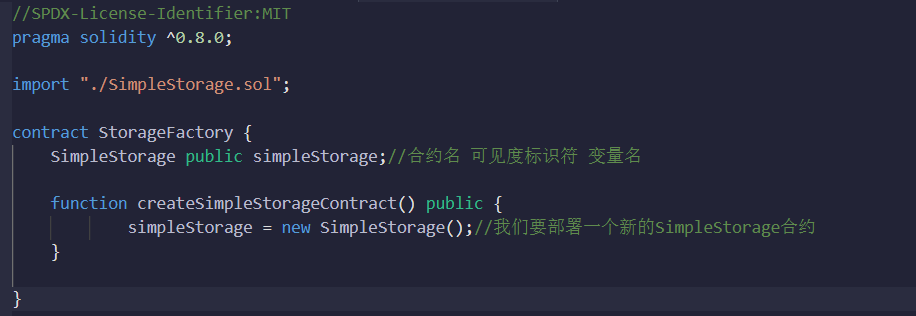 //SPDX-License-Identifier:MIT
pragma solidity ^0.8.0;
import "./SimpleStorage.sol";
contract StorageFactory {
SimpleStorage public simpleStorage;//合约名 可见度标识符 变量名
function createSimpleStorageContract() public {
simpleStorage = new SimpleStorage();//我们要部署一个新的SimpleStorage合约
}
}